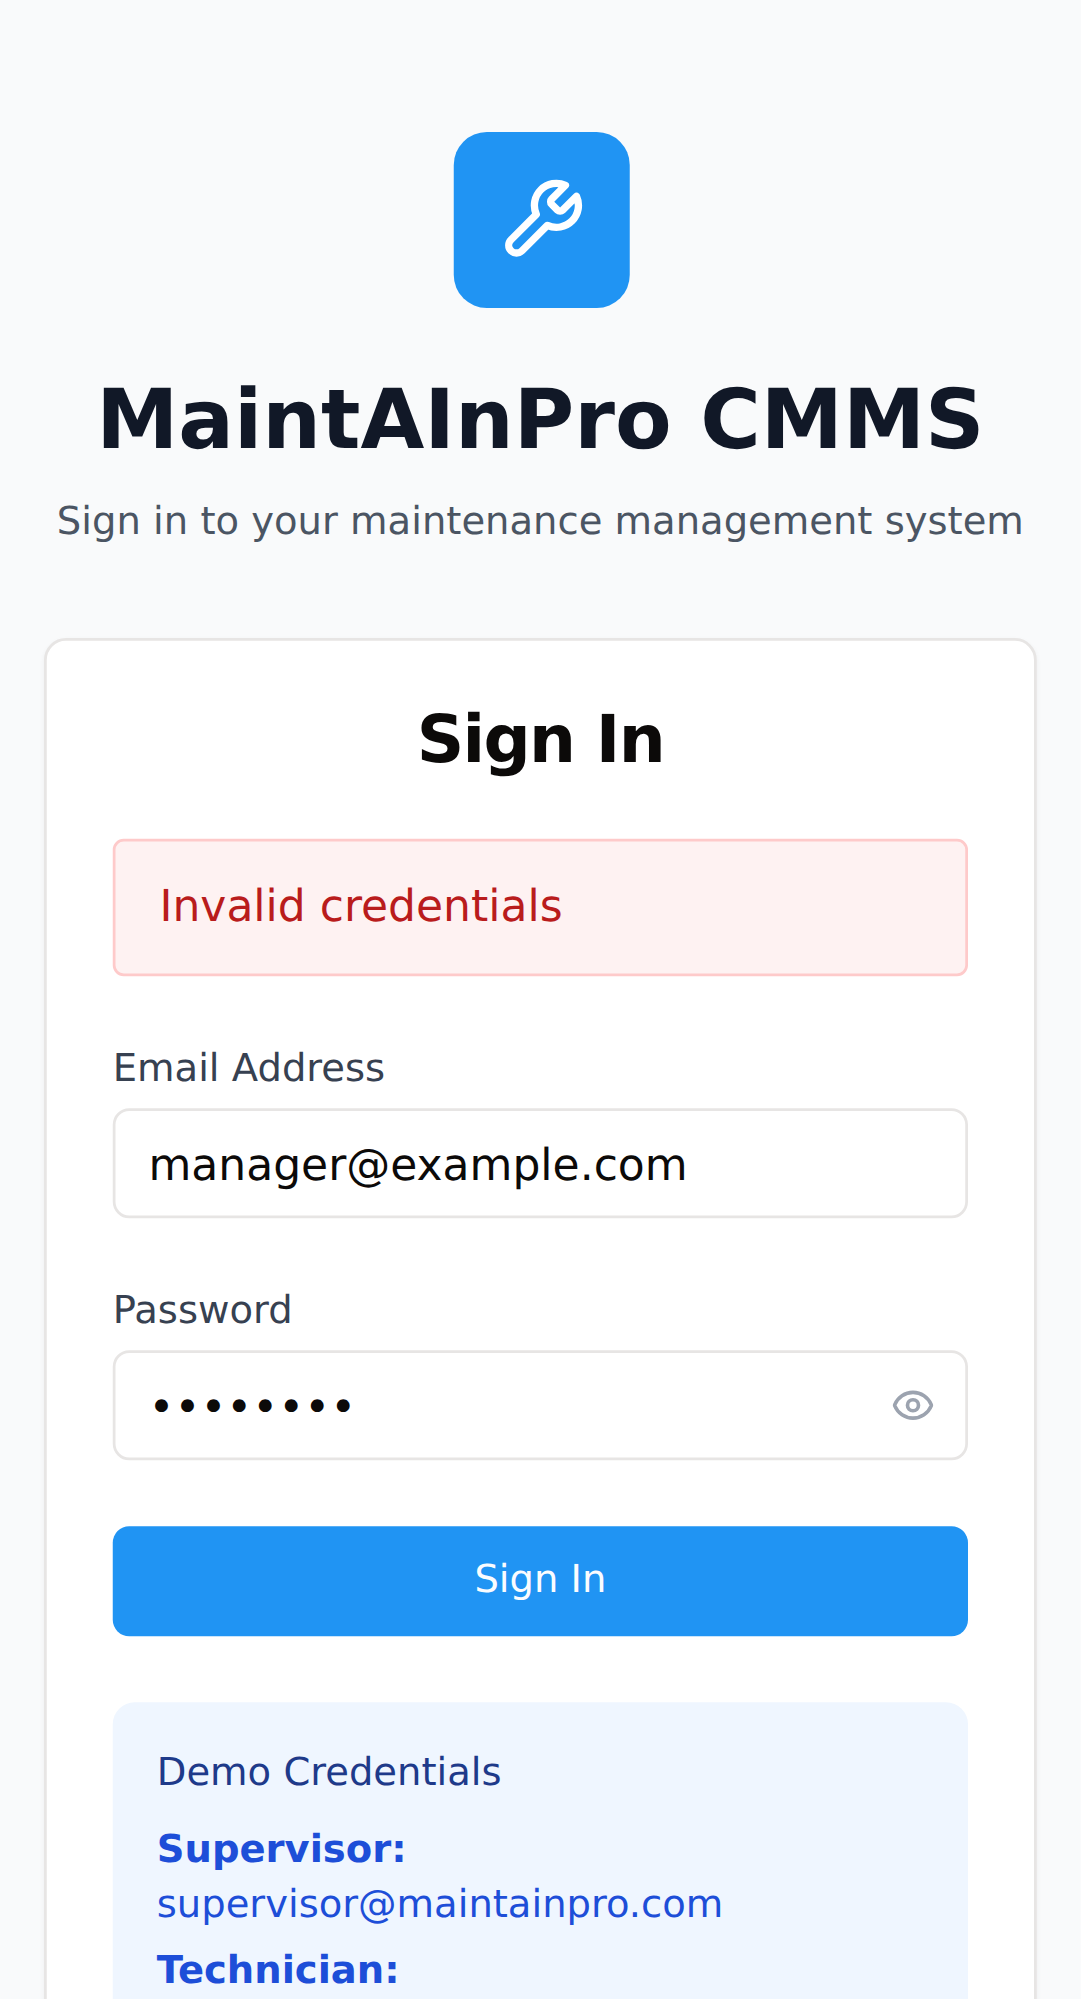 MaintAInPro CMMS
Sign in to your maintenance management system
Sign In
Invalid credentials
Email Address
manager@example.com
Password
••••••••
Sign In
Demo Credentials
Supervisor:
supervisor@maintainpro.com
Technician: